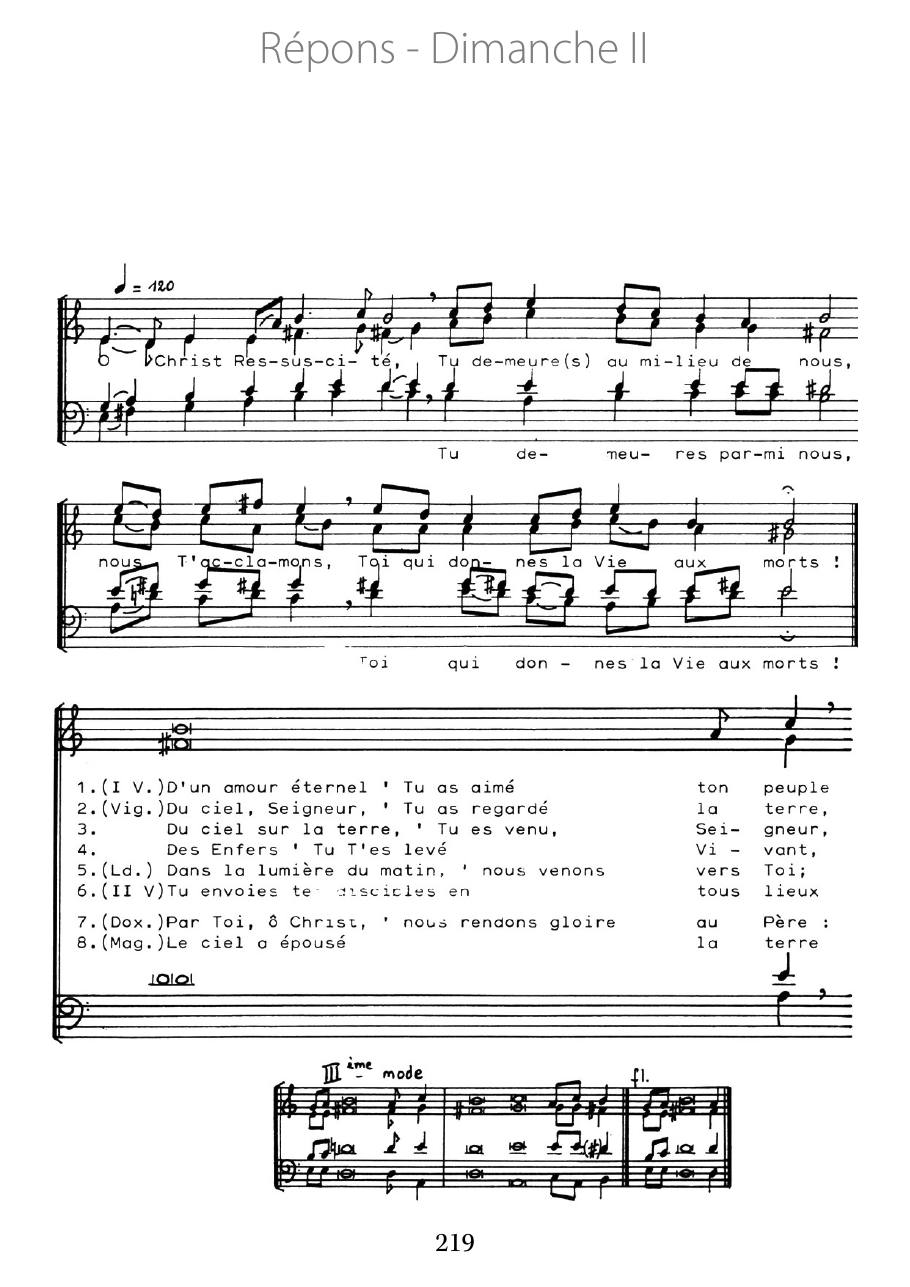 Répons - Dimanche II
= 120
O Christ Res-sus-ci- té, Tu de-meure(s) au mi-lieu de nous,
Tu de- meu- res par-mi nous,
nous T'ac-cla-mons, Toi qui don- nes la Vie aux morts !
Toi qui don - nes la Vie aux morts !
1.(I V.)D'un amour éternel ' Tu as aimé ton peuple
2.(Vig.)Du ciel, Seigneur, ' Tu as regardé la terre,
3. Du ciel sur la terre, ' Tu es venu, Sei- gneur,
4. Des Enfers ' Tu T'es levé Vi - vant,
5.(Ld.) Dans la lumière du matin, ' nous venons vers Toi;
6.(II V)Tu envoies disciples en tous lieux
7.(Dox.)Par Toi, ô Christ, ' nous rendons gloire au Père :
8.(Mag.)Le ciel a épousé la terre
III ème mode fl.
219